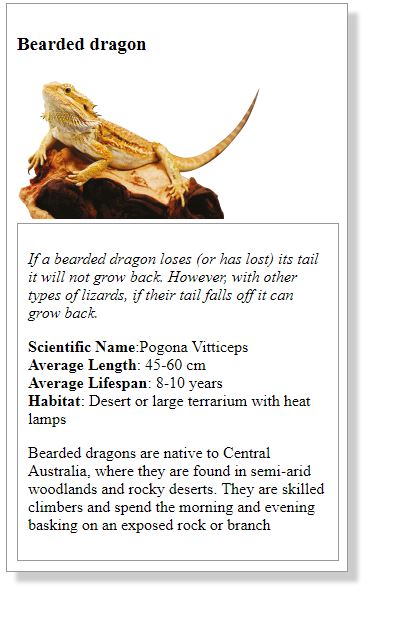 Bearded dragon
If a bearded dragon loses (or has lost) its tail
it will not grow back. However, with other
types of lizards, if their tail falls off it can
grow back.
Scientific Name:Pogona Vitticeps
Average Length: 45-60 cm
Average Lifespan: 8-10 years
Habitat: Desert or large terrarium with heat
lamps
Bearded dragons are native to Central
Australia, where they are found in semi-arid
woodlands and rocky deserts. They are skilled
climbers and spend the morning and evening
basking on an exposed rock or branch